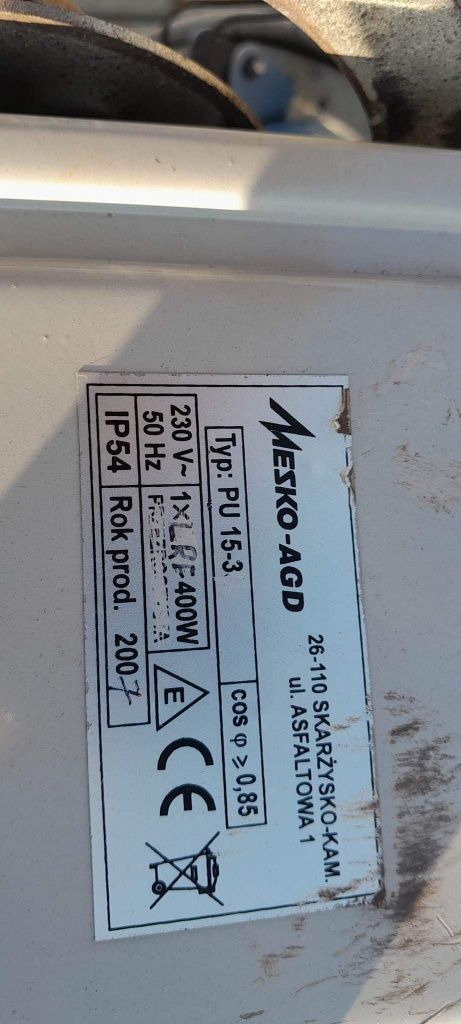 MESKO-AGD
26-110 SKARŻYSKO-KAM.
ul. ASFALTOWA 1
Typ: PU 15-3
cos φ ≥ 0,85
230 V~
50 Hz
1× LRF 400W
IP54
Rok prod. 2007
E
CE